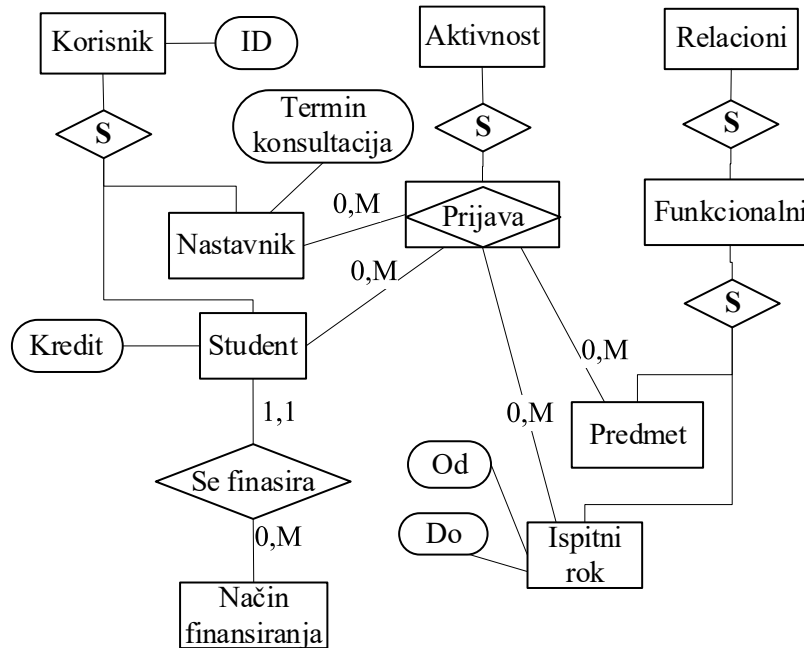 Korisnik
ID
Aktivnost
Relacioni
S
S
S
Termin
konsultacija
0,M
Prijava
Funkcionalni
Nastavnik
0,M
S
Kredit
Student
0,M
1,1
0,M
Predmet
Od
Se finasira
Do
0,M
Ispitni
rok
Način
finansiranja